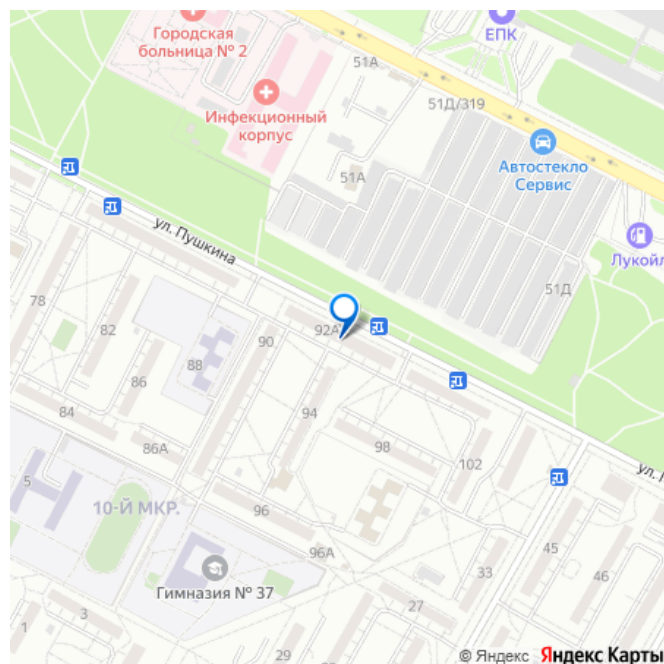 Городская
больница № 2
ЕПК
51А
Инфекционный
корпус
51Д/319
Автостекло
Сервис
51А
ул. Пушкина
Лукойл
51Д
78
82
92А
90
88
86
94
84
86А
98
102
ул. П
5
10-Й МКР.
96
96А
45
46
Гимназия № 37
33
1
3
27
29
© Яндекс Яндекс Карты